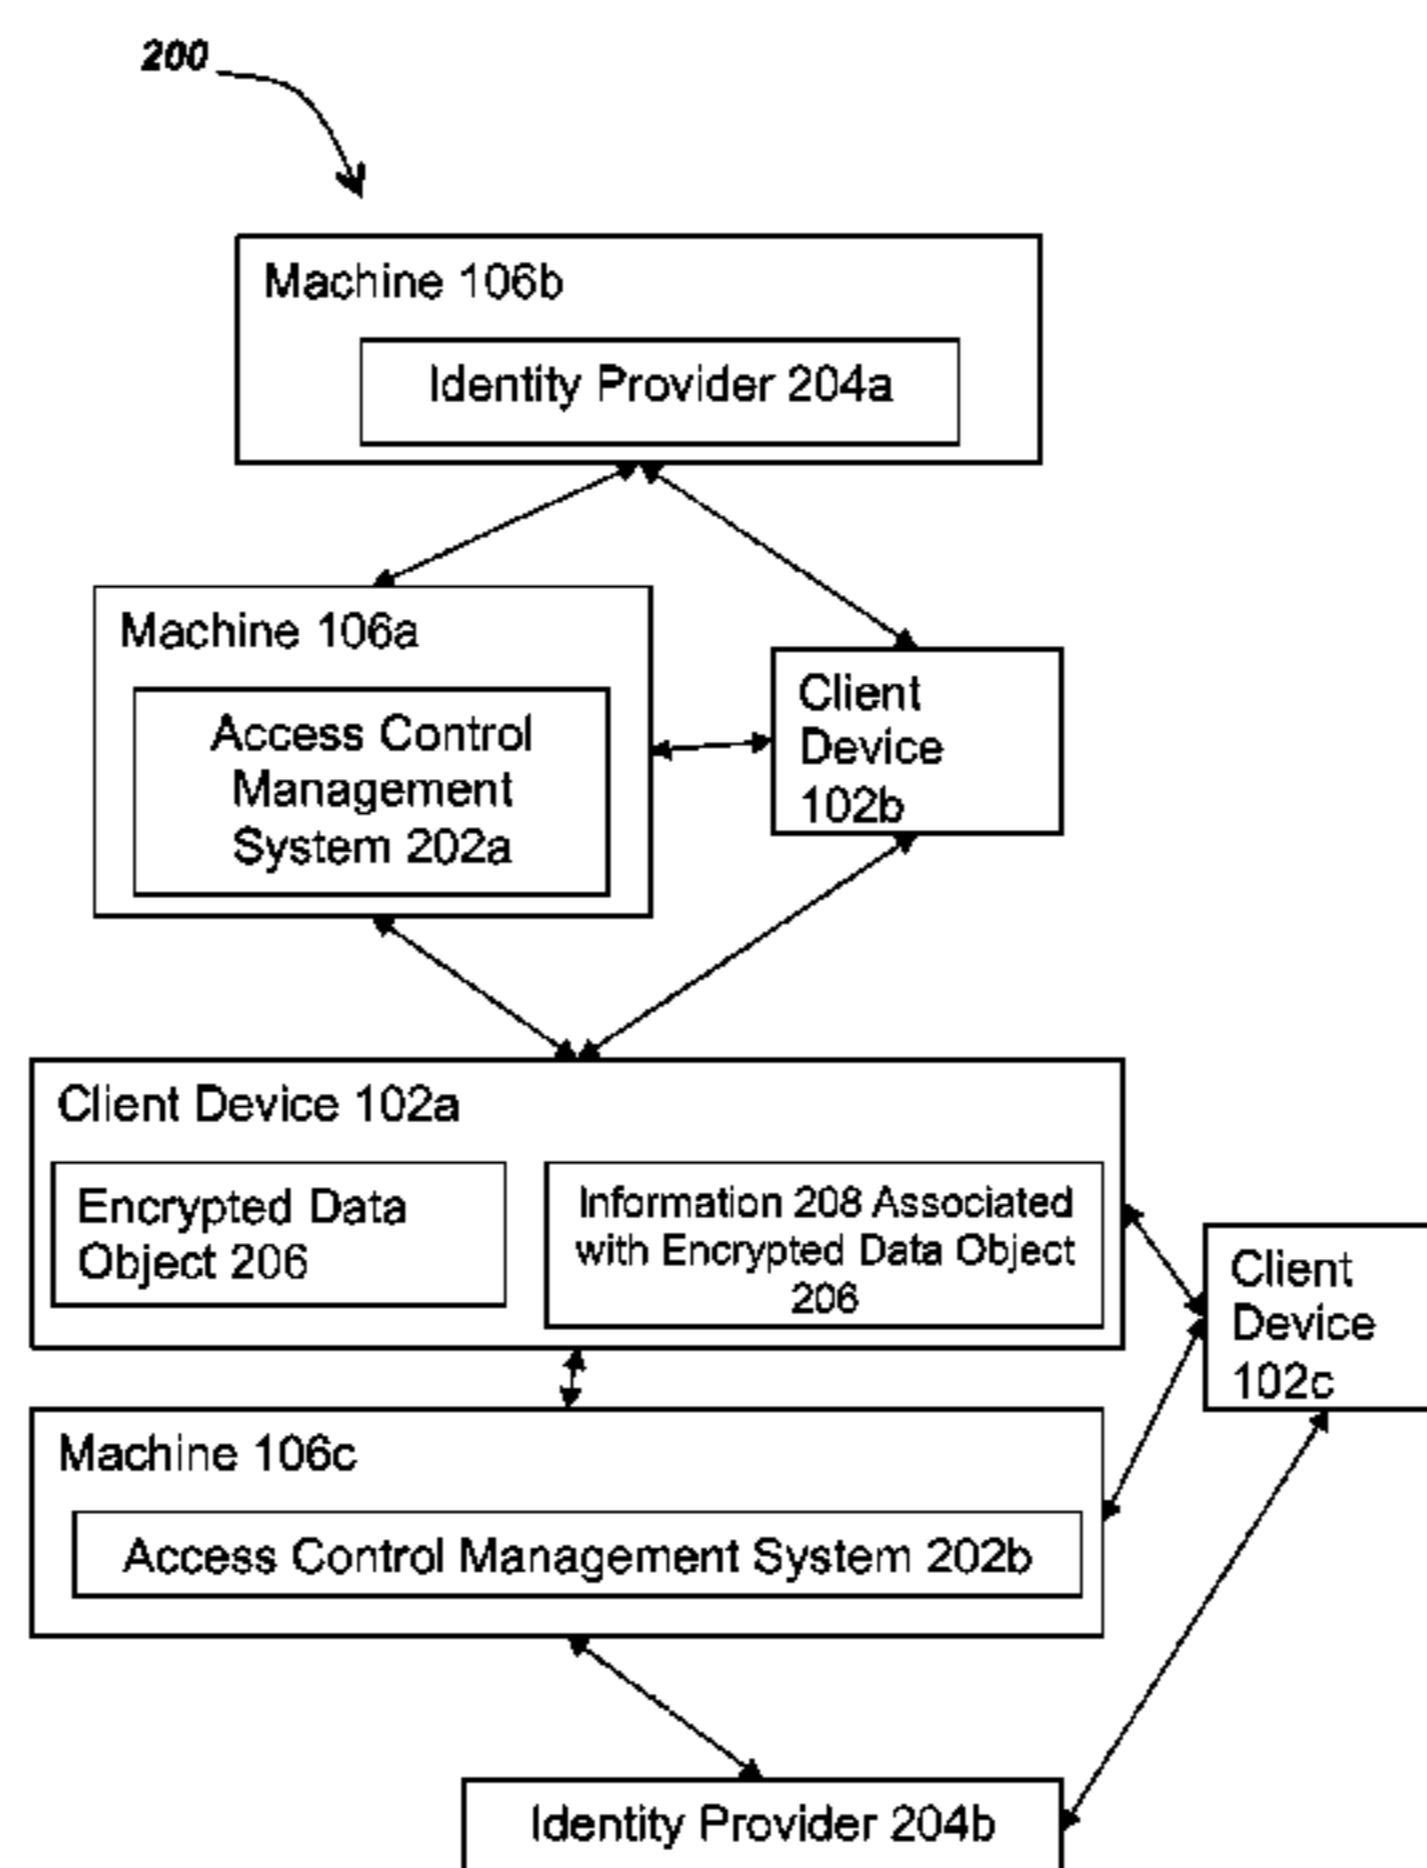 200
Machine 106b
Identity Provider 204a
Machine 106a
Access Control
Management
System 202a
Client
Device
102b
Client Device 102a
Encrypted Data
Object 206
Information 208 Associated
with Encrypted Data Object
206
Client
Device
102c
Machine 106c
Access Control Management System 202b
Identity Provider 204b